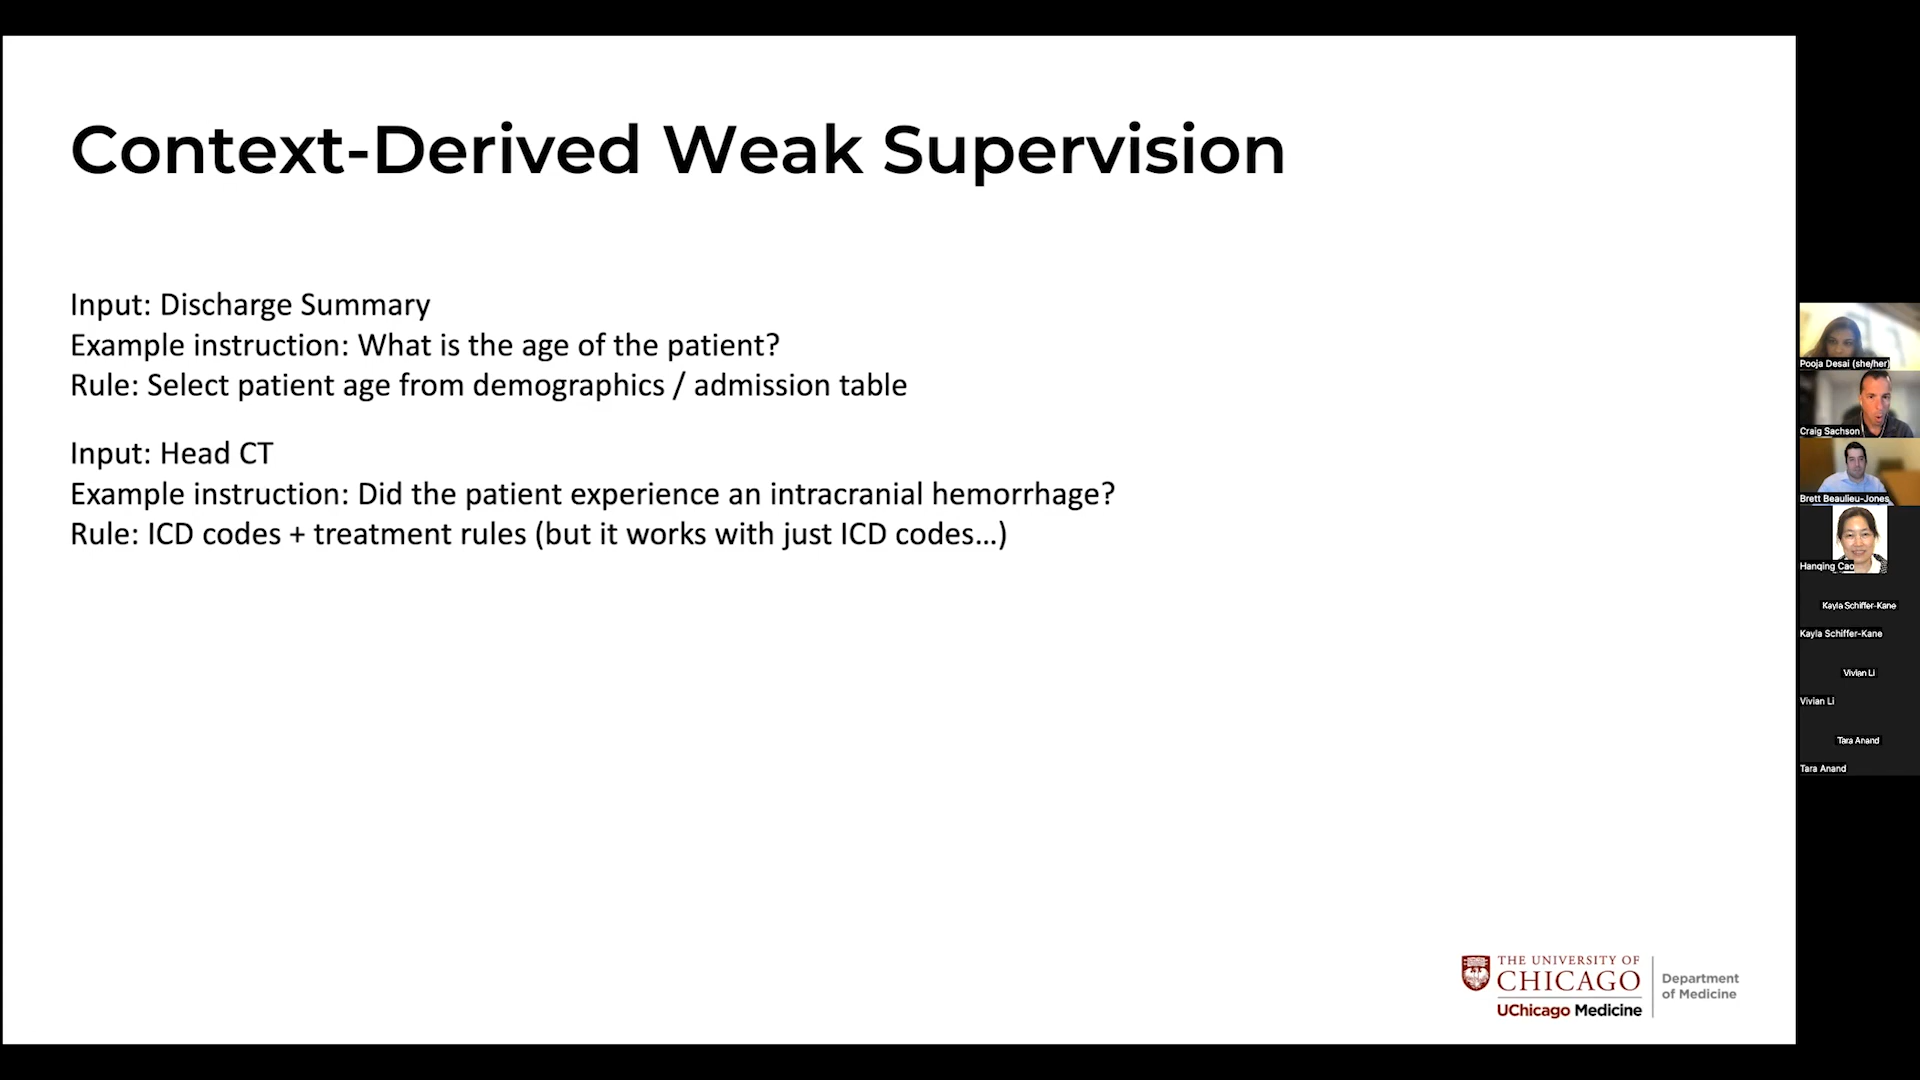 Context-Derived Weak Supervision
Input: Discharge Summary
Example instruction: What is the age of the patient?
Rule: Select patient age from demographics / admission table
Input: Head CT
Example instruction: Did the patient experience an intracranial hemorrhage?
Rule: ICD codes + treatment rules (but it works with just ICD codes…)
THE UNIVERSITY OF
CHICAGO
UChicago Medicine
Department
of Medicine
Pooja Desai (she/her)
Craig Sachson
Brett Beaulieu-Jones
Hanqing Cao
Kayla Schiffer-Kane
Kayla Schiffer-Kane
Vivian Li
Vivian Li
Tara Anand
Tara Anand